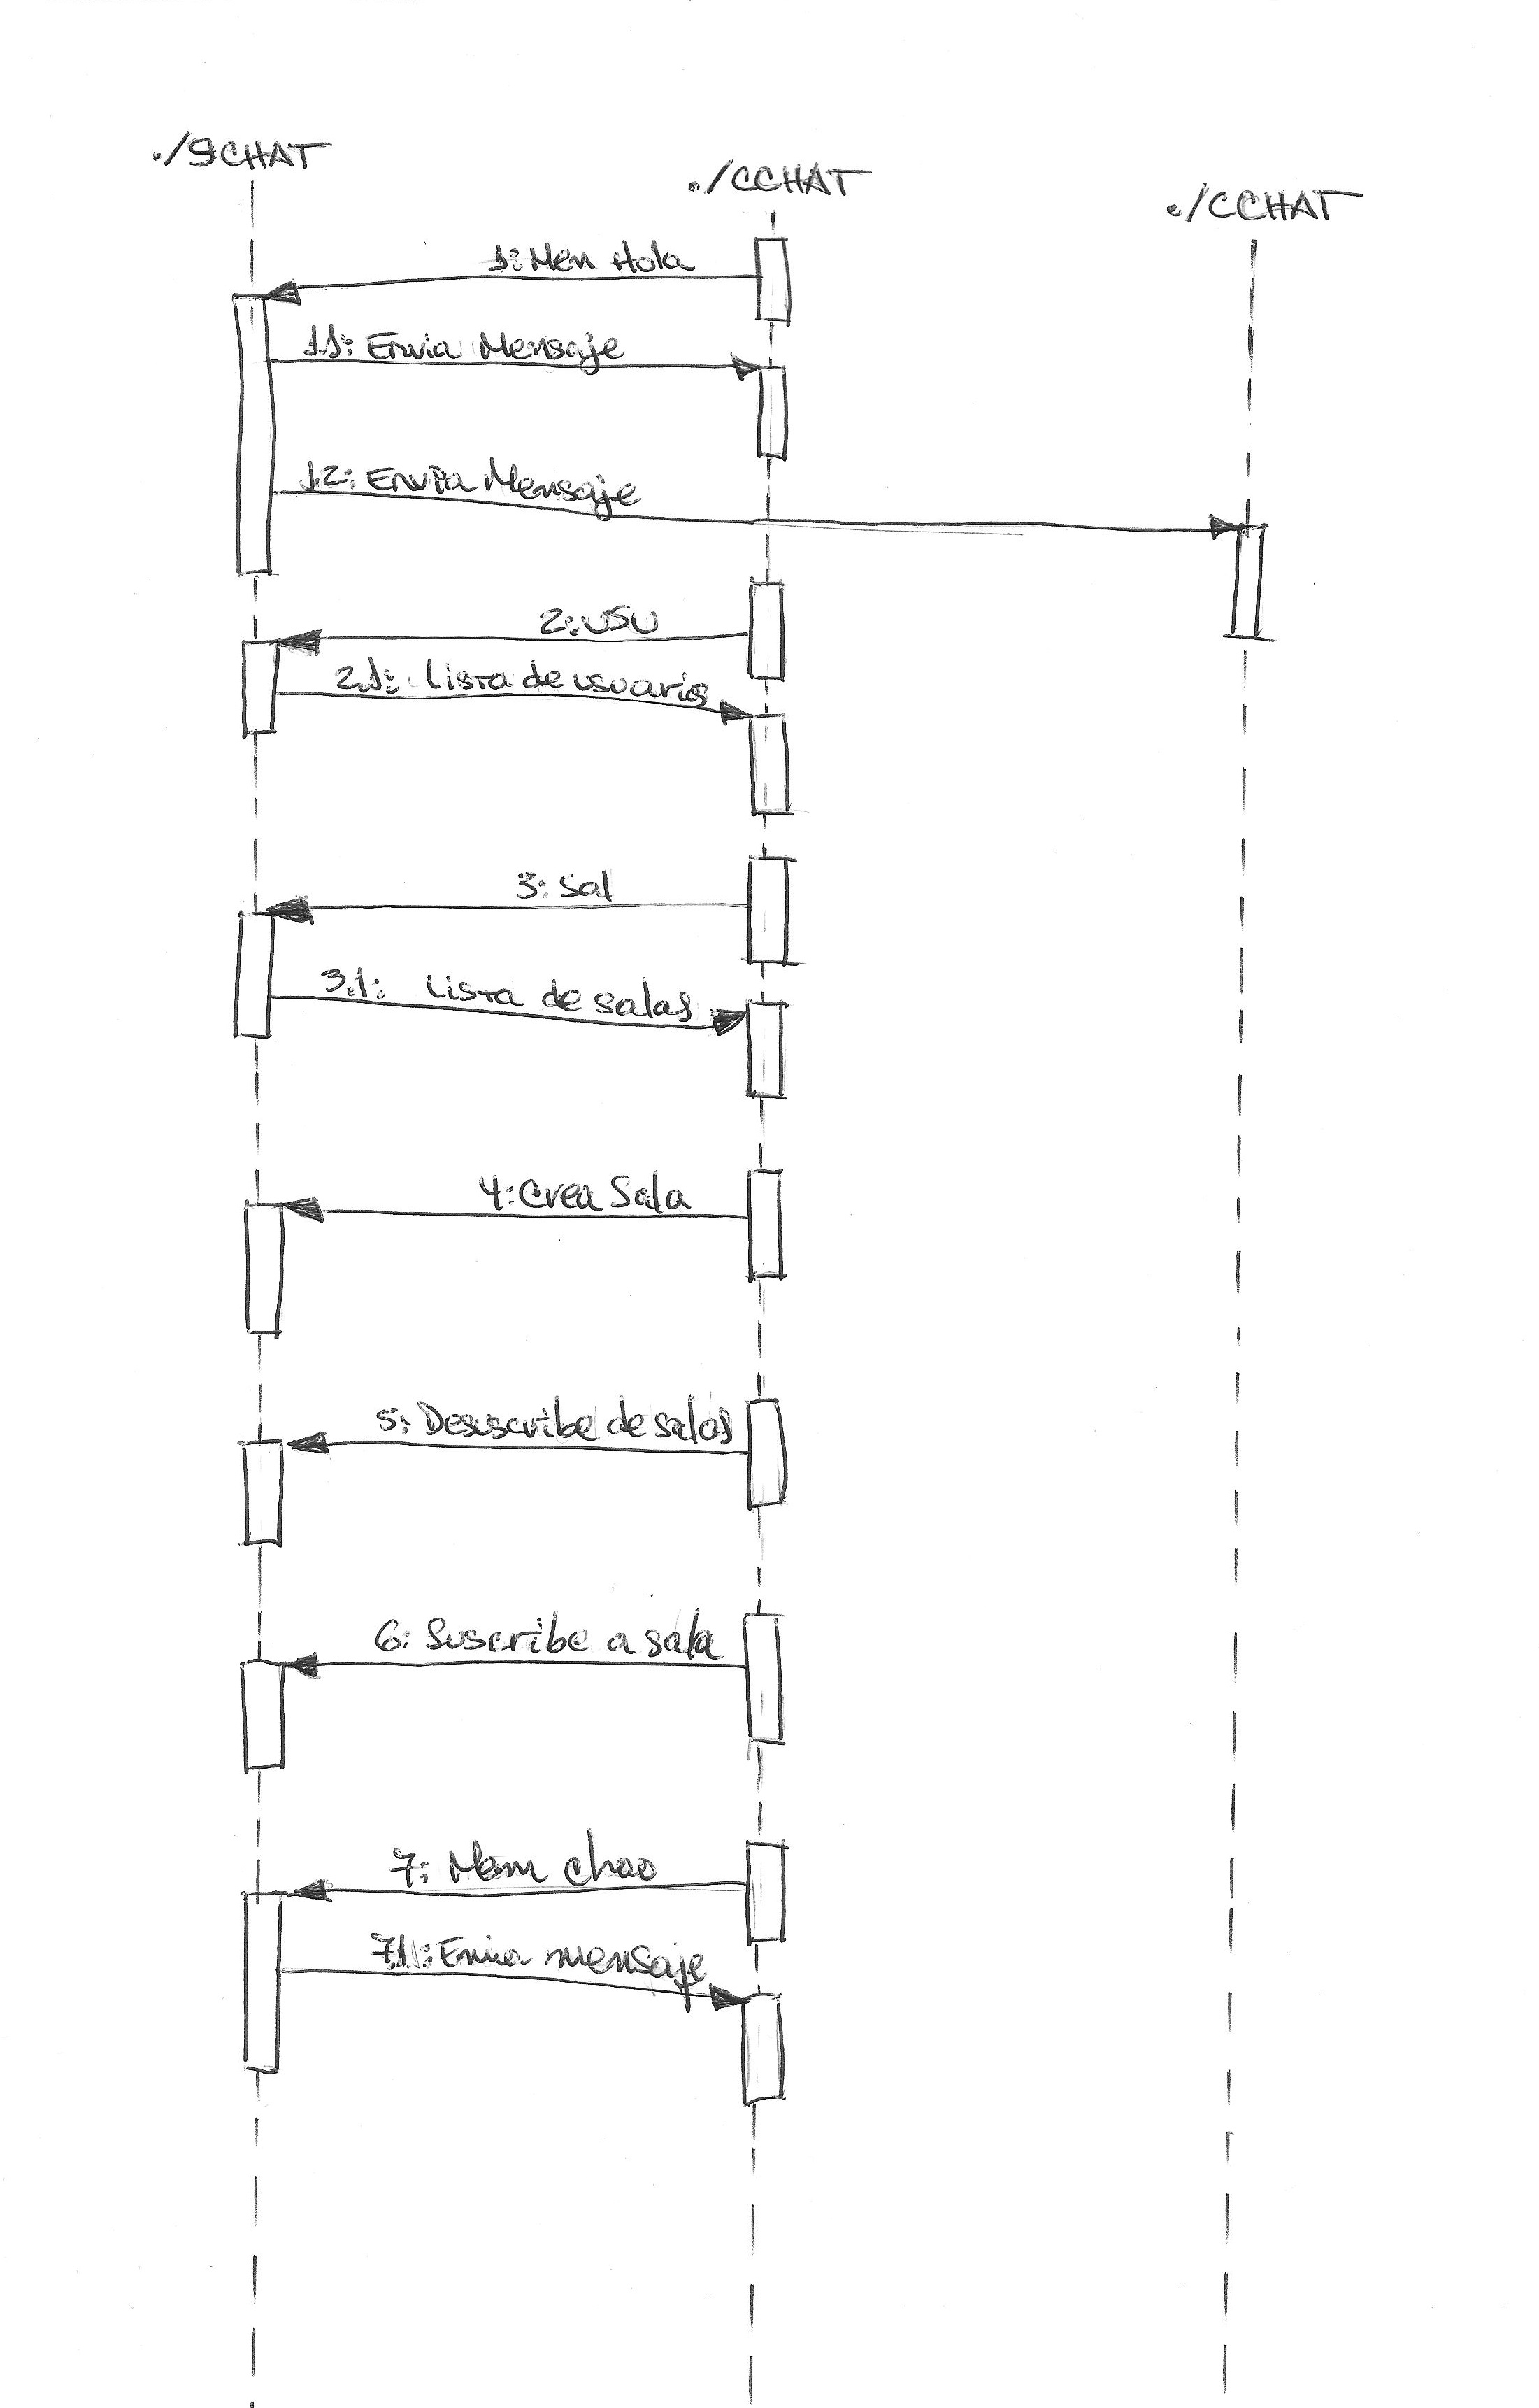 ./SCHAT
./CCHAT
./CCHAT
1: Men Hola
1.1: Envia Mensaje
1.2: Envia Mensaje
2: USU
2.1: Lista de usuarios
3: Sal
3.1: Lista de salas
4: Crea Sala
5: Desuscribe de salas
6: Suscribe a sala
7: Mem chao
7.1: Envia mensaje